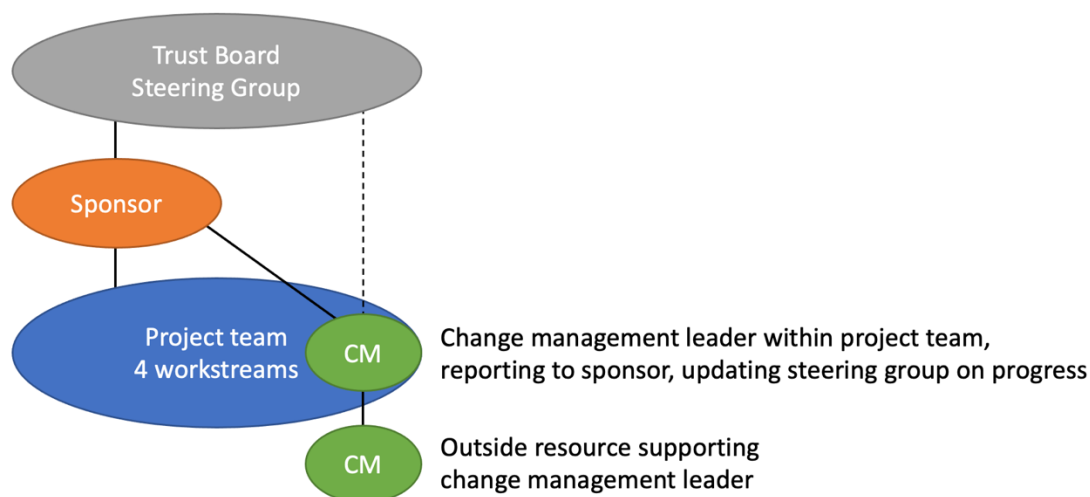 Trust Board
Steering Group
Sponsor
Project team
4 workstreams
CM
Change management leader within project team,
reporting to sponsor, updating steering group on progress
CM
Outside resource supporting
change management leader